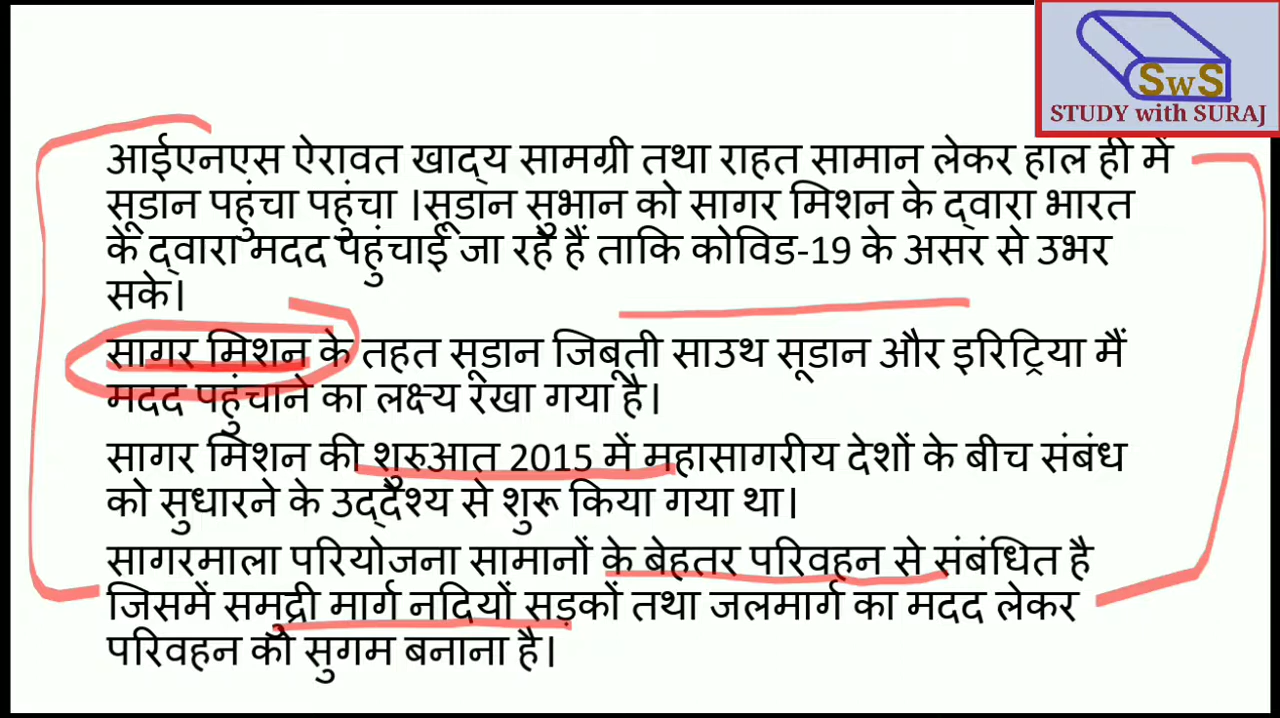 SwS
STUDY with SURAJ
आईएनएस ऐरावत खाद्य सामग्री तथा राहत सामान लेकर हाल ही में
सूडान पहुंचा पहुंचा ।सूडान सुभान को सागर मिशन के द्वारा भारत
के द्वारा मदद पहुंचाई जा रहे हैं ताकि कोविड-19 के असर से उभर
सके।
सागर मिशन के तहत सूडान जिबूती साउथ सूडान और इरिट्रिया मैं
मदद पहुंचाने का लक्ष्य रखा गया है।
सागर मिशन की शुरुआत 2015 में महासागरीय देशों के बीच संबंध
को सुधारने के उद्देश्य से शुरू किया गया था।
सागरमाला परियोजना सामानों के बेहतर परिवहन से संबंधित है
जिसमें समुद्री मार्ग नदियों सड़कों तथा जलमार्ग का मदद लेकर
परिवहन को सुगम बनाना है।